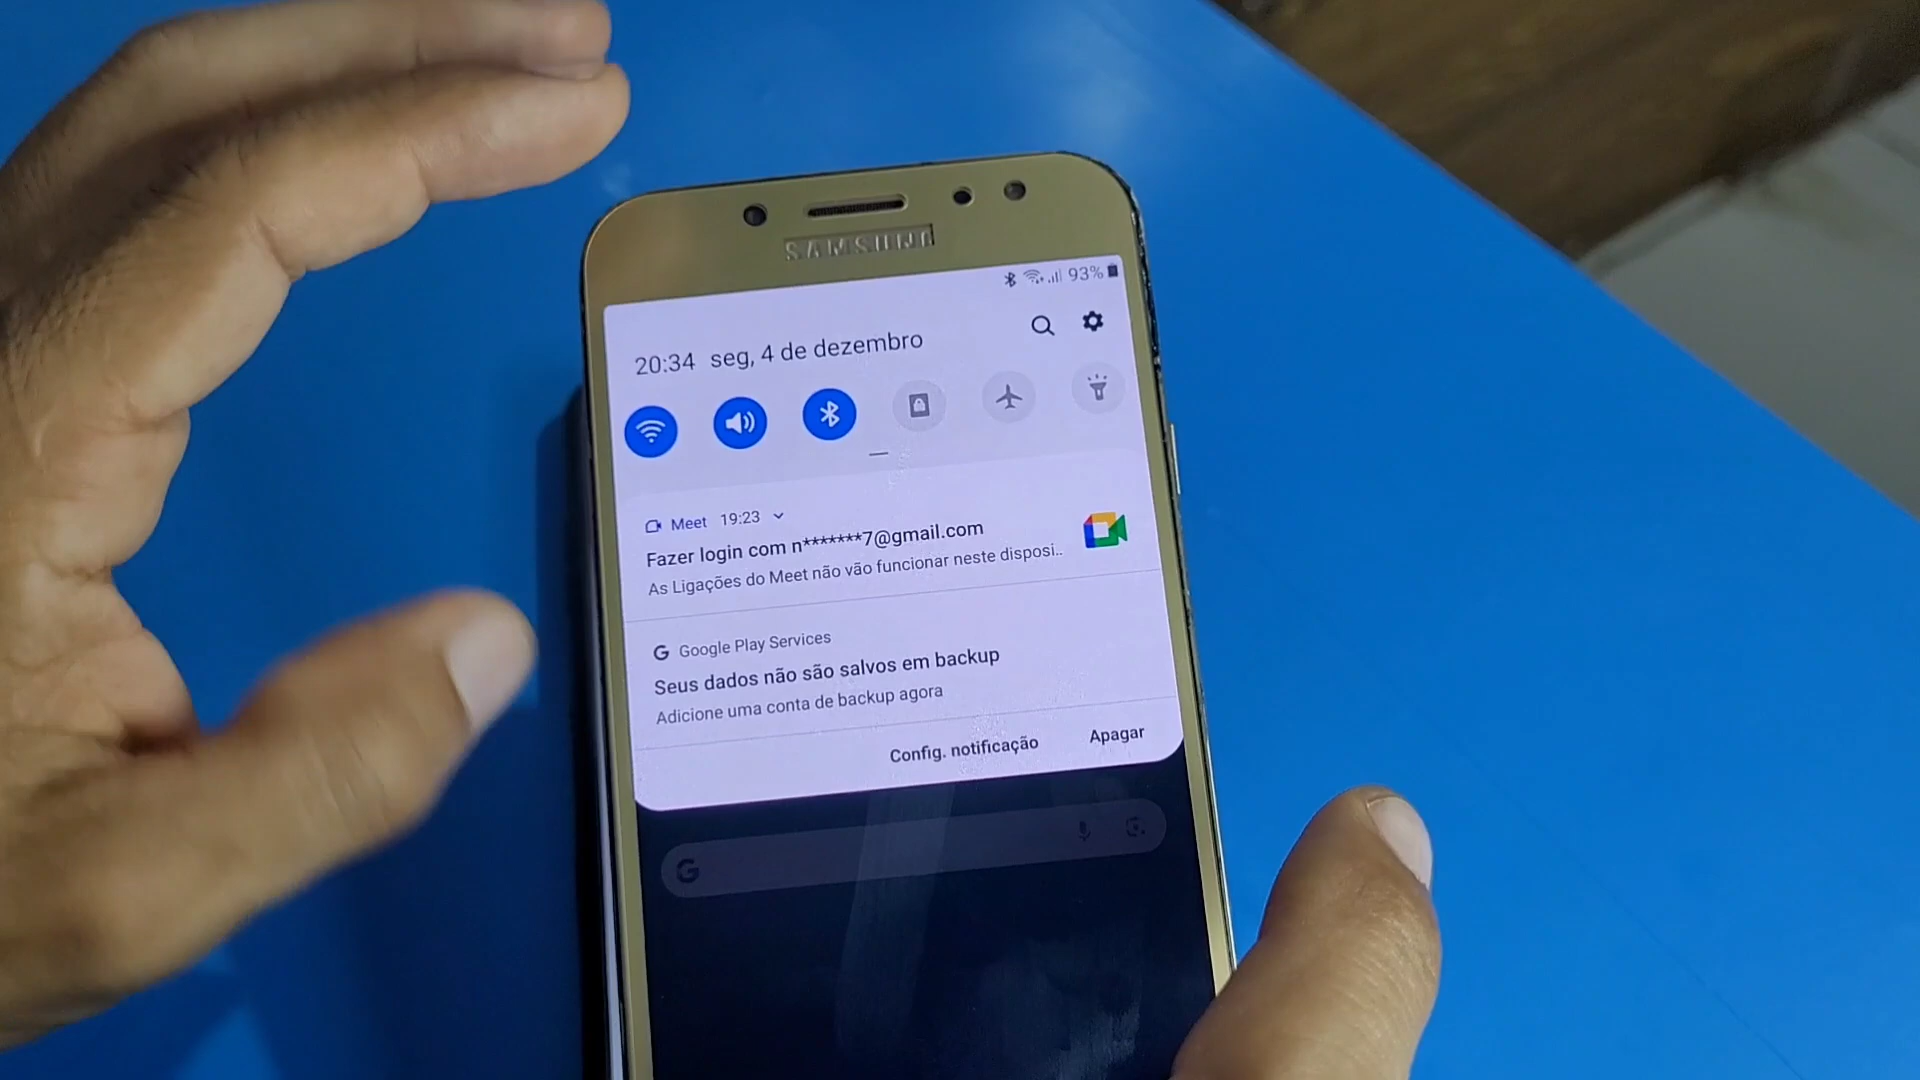 SAMSUNG
93%
20:34 seg, 4 de dezembro
Meet 19:23
Fazer login com n*******7@gmail.com
As Ligações do Meet não vão funcionar neste disposi..
G Google Play Services
Seus dados não são salvos em backup
Adicione uma conta de backup agora
Config. notificação Apagar
G